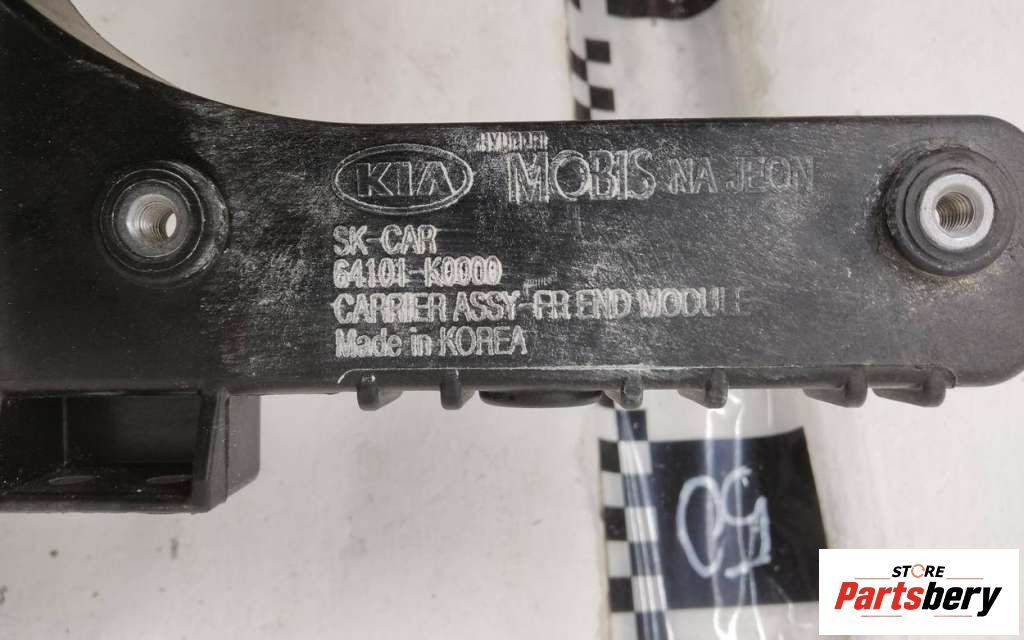 HYUNDAI
KIA MOBIS NA JEON
SK-CAR
64101-K0000
CARRIER ASSY-FR END MODULE
Made in KOREA
50
STORE
Partsbery